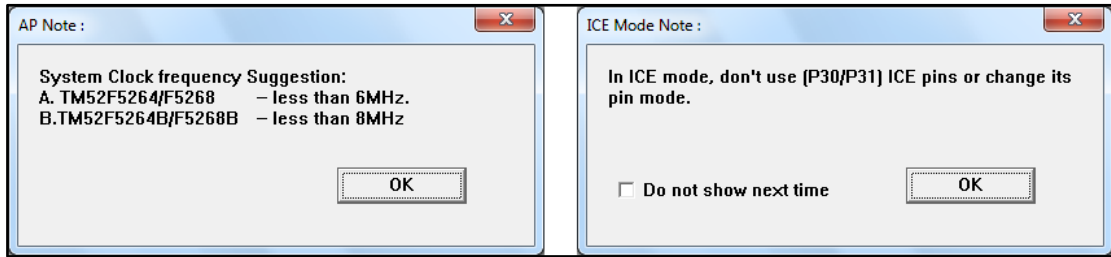 AP Note :
System Clock frequency Suggestion:
A. TM52F5264/F5268 – less than 6MHz.
B.TM52F5264B/F5268B – less than 8MHz
OK
ICE Mode Note :
In ICE mode, don't use (P30/P31) ICE pins or change its
pin mode.
Do not show next time
OK